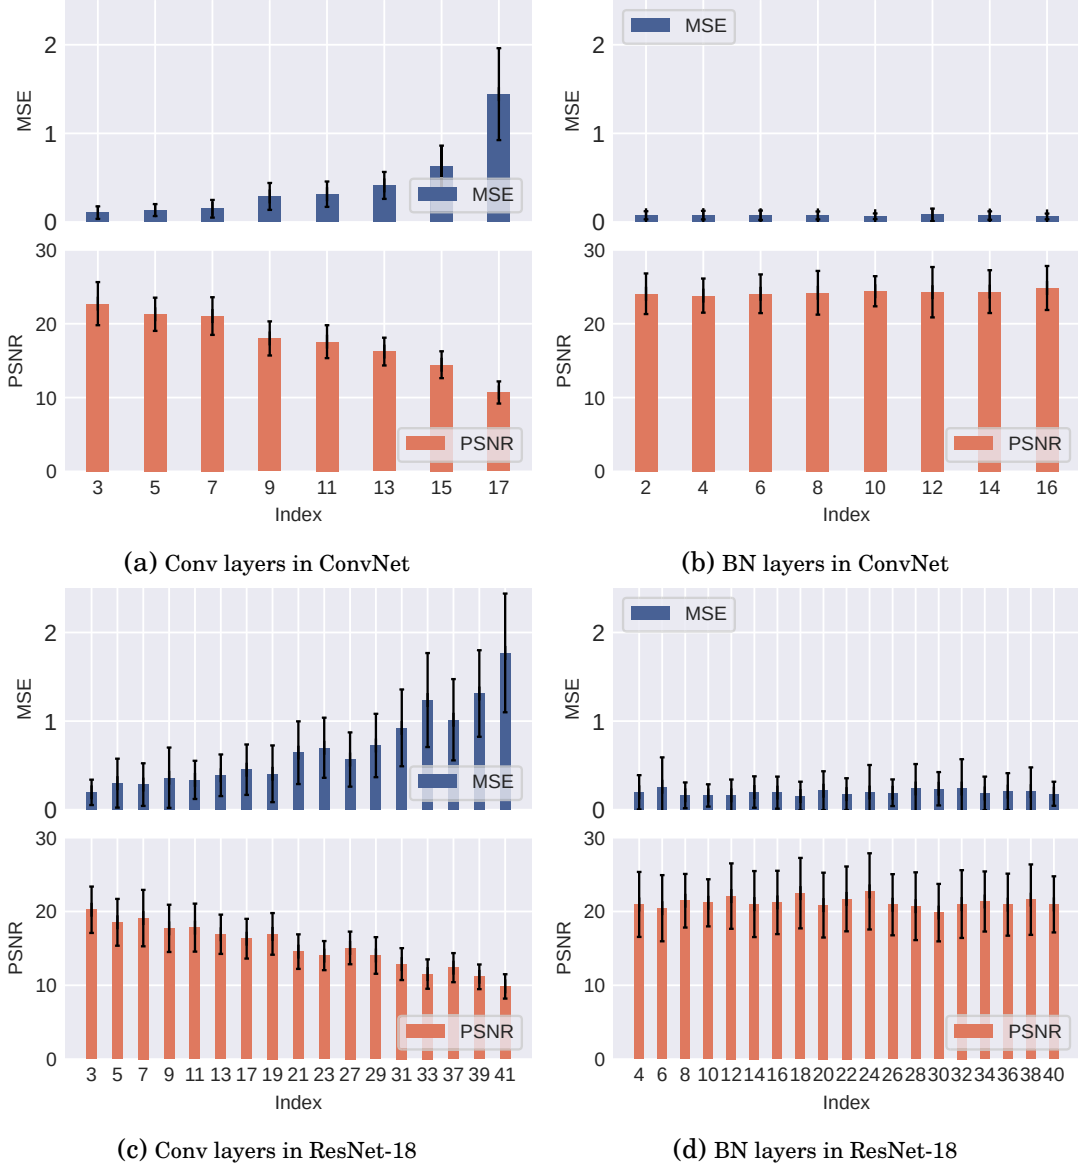 2
MSE
1
0
MSE
30
20
PSNR
10
0
PSNR
3 5 7 9 11 13 15 17
Index
(a) Conv layers in ConvNet
2
MSE
MSE
1
0
30
20
PSNR
10
0
PSNR
2 4 6 8 10 12 14 16
Index
(b) BN layers in ConvNet
2
MSE
1
0
MSE
30
20
PSNR
10
0
PSNR
3 5 7 9 11 13 17 19 21 23 27 29 31 33 37 39 41
Index
(c) Conv layers in ResNet-18
2
MSE
MSE
1
0
30
20
PSNR
10
0
PSNR
4 6 8 10 12 14 16 18 20 22 24 26 28 30 32 34 36 38 40
Index
(d) BN layers in ResNet-18